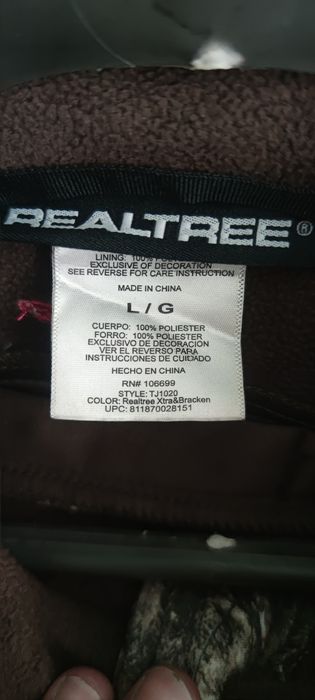 REALTREE®
LINING: 100%
EXCLUSIVE OF DECORATION
SEE REVERSE FOR CARE INSTRUCTION
MADE IN CHINA
L / G
CUERPO: 100% POLIESTER
FORRO: 100% POLIESTER
EXCLUSIVO DE DECORACION
VER EL REVERSO PARA
INSTRUCCIONES DE CUIDADO
HECHO EN CHINA
RN# 106699
STYLE: TJ1020
COLOR: Realtree Xtra&Bracken
UPC: 811870028151